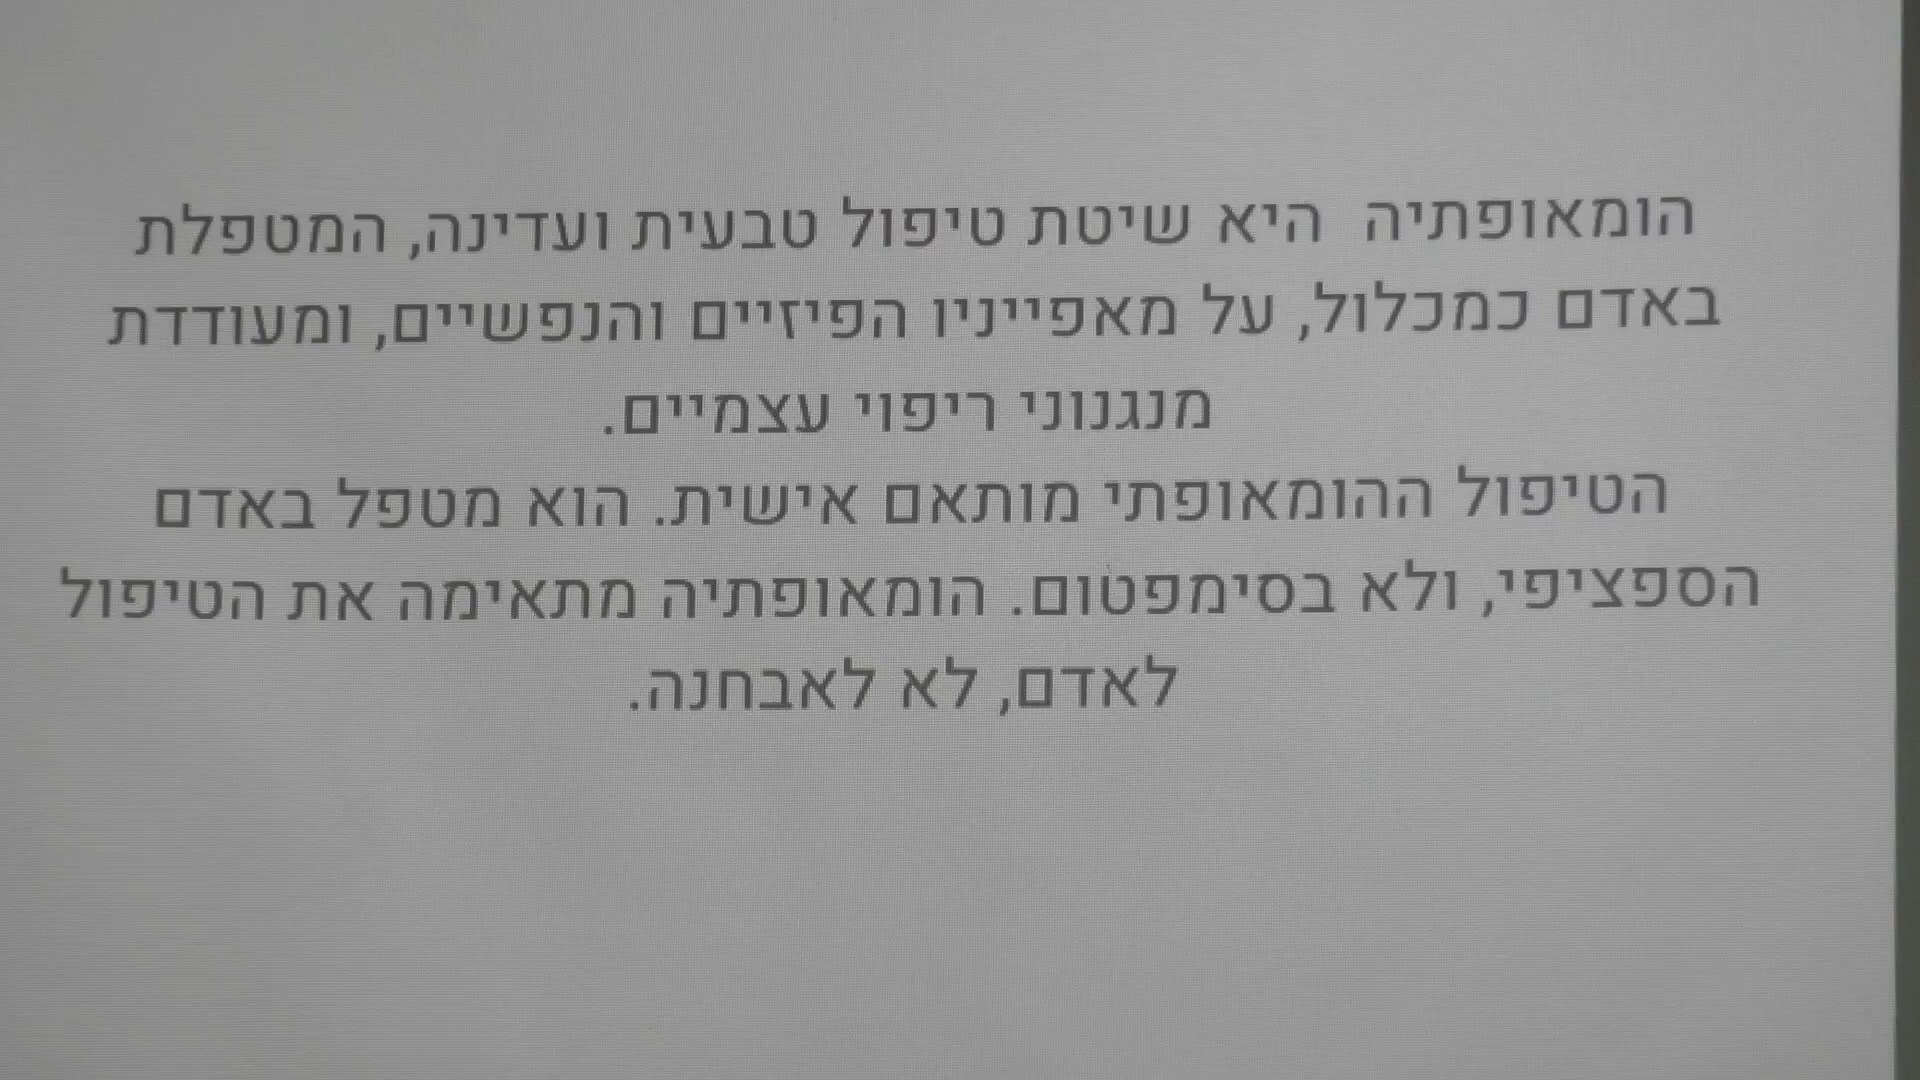 הומאופתיה היא שיטת טיפול טבעית ועדינה, המטפלת
באדם כמכלול, על מאפייניו הפיזיים והנפשיים, ומעודדת
מנגנוני ריפוי עצמיים.
הטיפול ההומאופתי מותאם אישית. הוא מטפל באדם
הספציפי, ולא בסימפטום. הומאופתיה מתאימה את הטיפול
לאדם, לא לאבחנה.